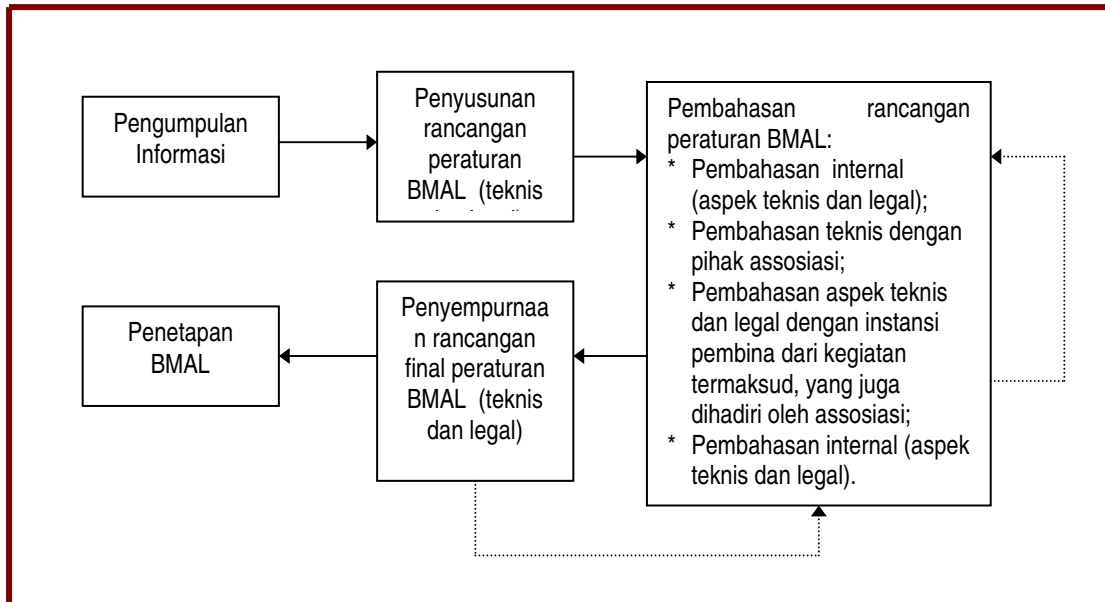 Pengumpulan
Informasi
Penyusunan
rancangan
peraturan
BMAL (teknis
Pembahasan rancangan
peraturan BMAL:
* Pembahasan internal
(aspek teknis dan legal);
* Pembahasan teknis dengan
pihak assosiasi;
* Pembahasan aspek teknis
dan legal dengan instansi
pembina dari kegiatan
termaksud, yang juga
dihadiri oleh assosiasi;
* Pembahasan internal (aspek
teknis dan legal).
Penyempurnaa
n rancangan
final peraturan
BMAL (teknis
dan legal)
Penetapan
BMAL